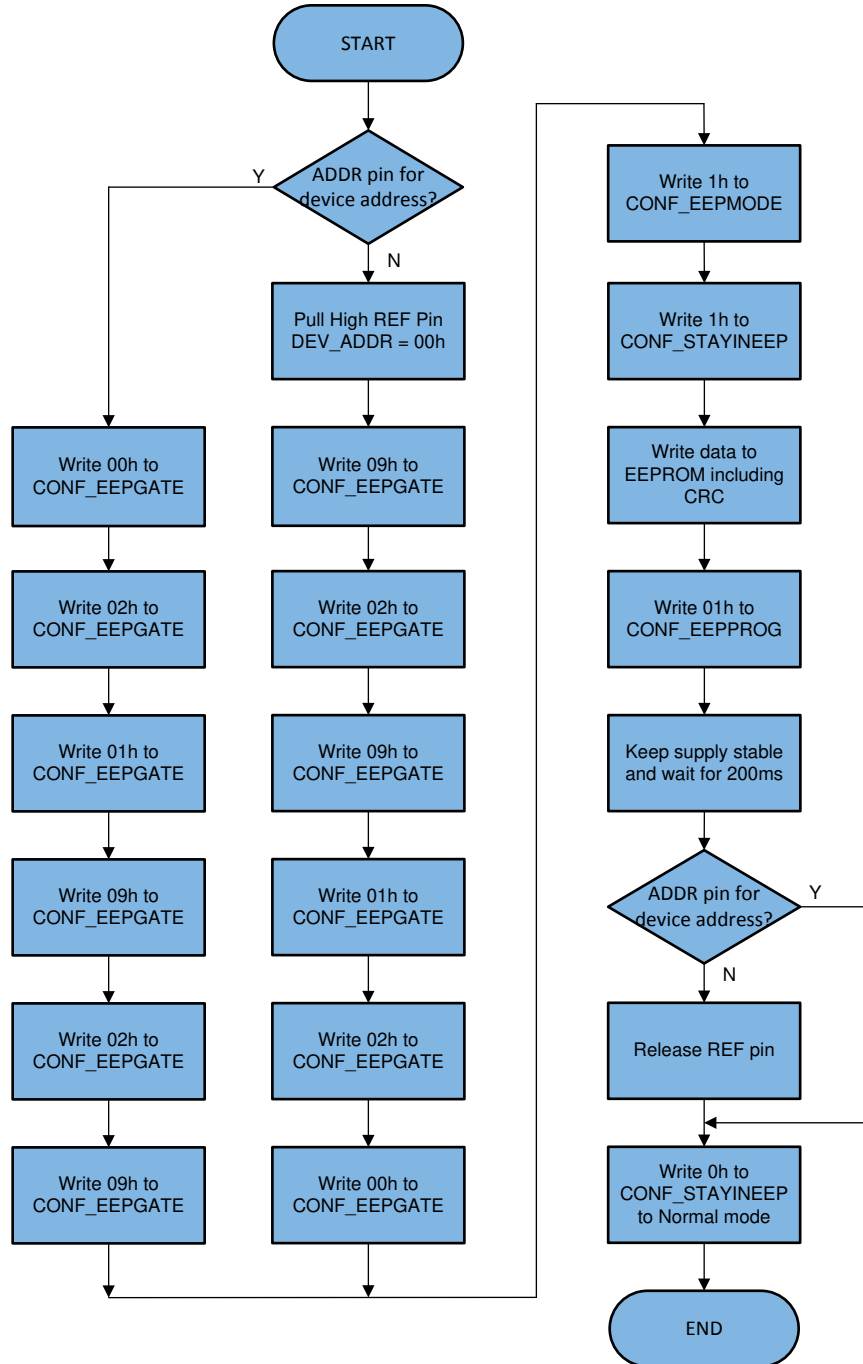 START
ADDR pin for
device address?
Y
N
Pull High REF Pin
DEV_ADDR = 00h
Write 00h to
CONF_EEPGATE
Write 02h to
CONF_EEPGATE
Write 01h to
CONF_EEPGATE
Write 09h to
CONF_EEPGATE
Write 02h to
CONF_EEPGATE
Write 09h to
CONF_EEPGATE
Write 09h to
CONF_EEPGATE
Write 02h to
CONF_EEPGATE
Write 09h to
CONF_EEPGATE
Write 01h to
CONF_EEPGATE
Write 02h to
CONF_EEPGATE
Write 00h to
CONF_EEPGATE
Write 1h to
CONF_EEPMODE
Write 1h to
CONF_STAYINEEP
Write data to
EEPROM including
CRC
Write 01h to
CONF_EEPPROG
Keep supply stable
and wait for 200ms
ADDR pin for
device address?
Y
N
Release REF pin
Write 0h to
CONF_STAYINEEP
to Normal mode
END